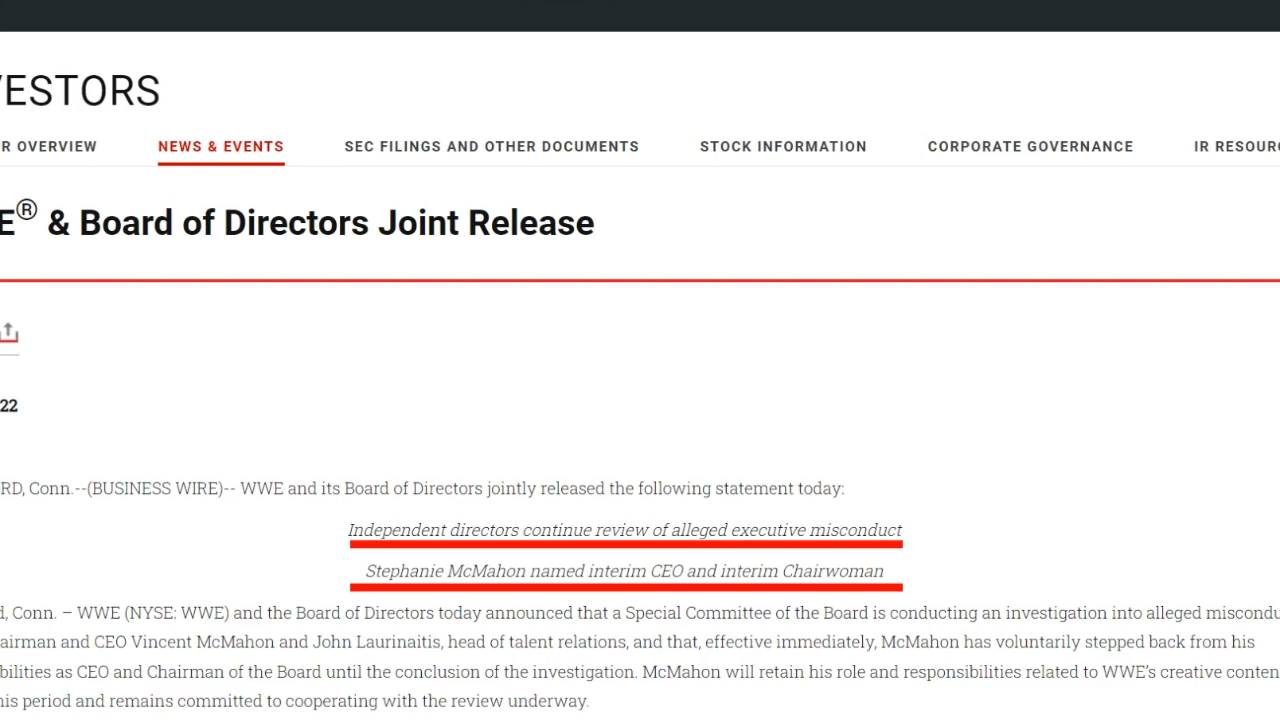 VESTORS
R OVERVIEW NEWS & EVENTS SEC FILINGS AND OTHER DOCUMENTS STOCK INFORMATION CORPORATE GOVERNANCE IR RESOURC
E® & Board of Directors Joint Release
22
RD, Conn.--(BUSINESS WIRE)-- WWE and its Board of Directors jointly released the following statement today:
Independent directors continue review of alleged executive misconduct
Stephanie McMahon named interim CEO and interim Chairwoman
d, Conn. – WWE (NYSE: WWE) and the Board of Directors today announced that a Special Committee of the Board is conducting an investigation into alleged miscondu
airman and CEO Vincent McMahon and John Laurinaitis, head of talent relations, and that, effective immediately, McMahon has voluntarily stepped back from his
bilities as CEO and Chairman of the Board until the conclusion of the investigation. McMahon will retain his role and responsibilities related to WWE’s creative conten
his period and remains committed to cooperating with the review underway.